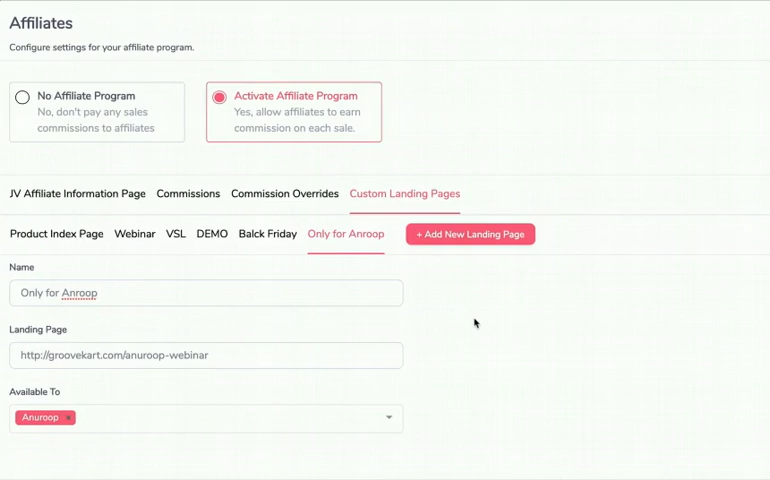 Affiliates
Configure settings for your affiliate program.
No Affiliate Program
No, don't pay any sales
commissions to affiliates
Activate Affiliate Program
Yes, allow affiliates to earn
commission on each sale.
JV Affiliate Information Page Commissions Commission Overrides Custom Landing Pages
Product Index Page Webinar VSL DEMO Balck Friday Only for Anroop + Add New Landing Page
Name
Only for Anroop
Landing Page
http://groovekart.com/anuroop-webinar
Available To
Anuroop ×